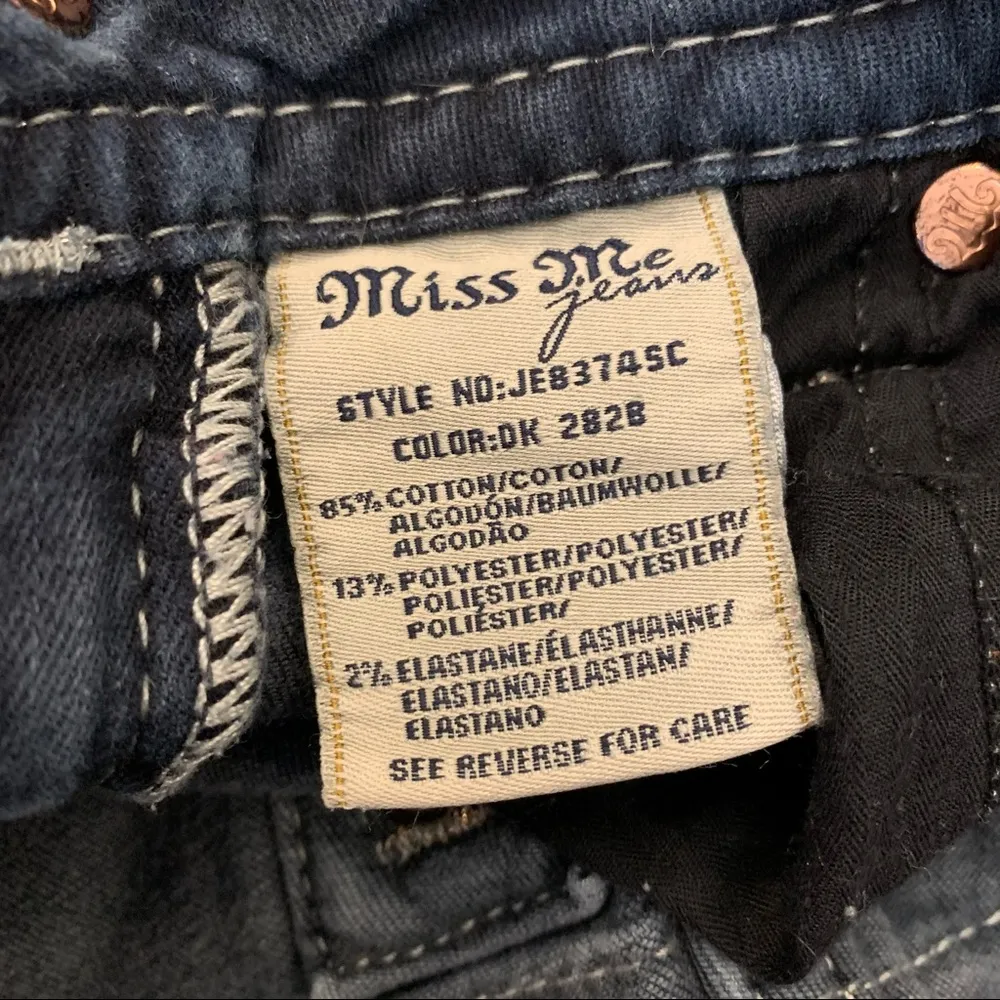 Miss Me
jeans
STYLE NO:JE8374SC
COLOR:DK 282B
85% COTTON/COTON/
ALGODÓN/BAUMWOLLE/
ALGODÃO
13% POLYESTER/POLYESTER/
POLIESTER/POLYESTER/
POLIÉSTER/
2% ELASTANE/ÉLASTHANNE/
ELASTANO/ELASTAN/
ELASTANO
SEE REVERSE FOR CARE